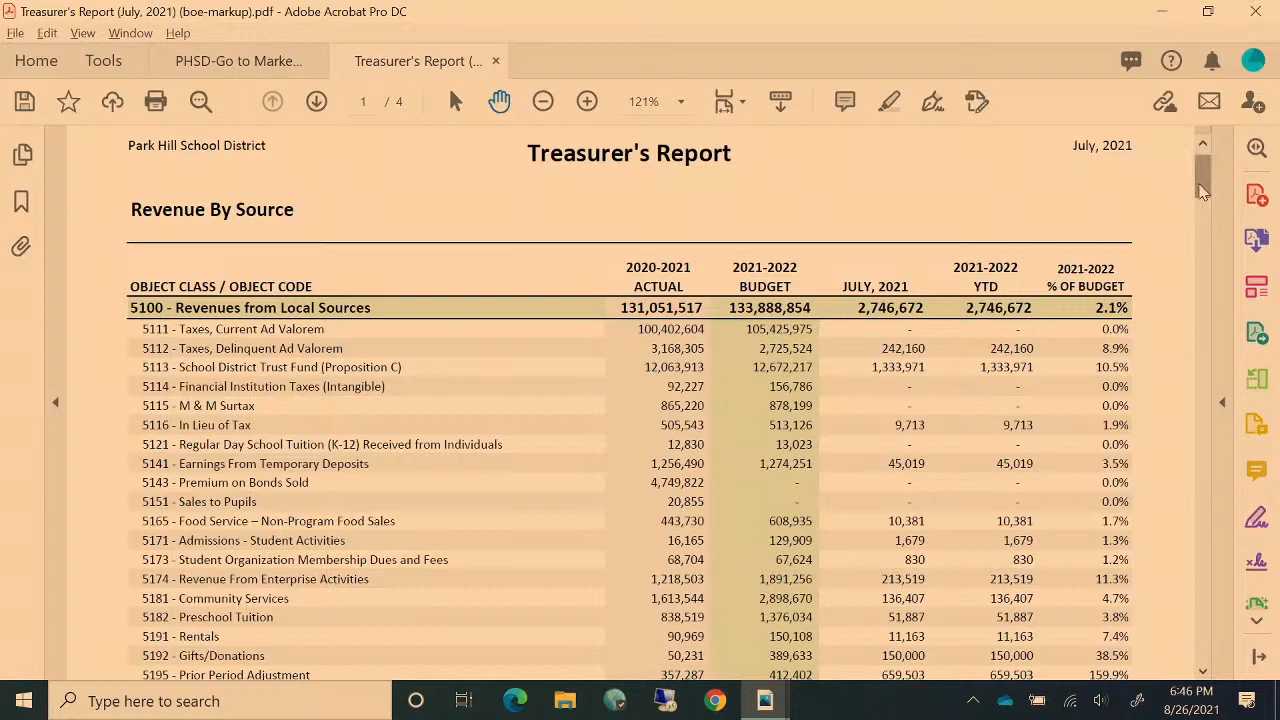 Treasurer's Report (July, 2021) (boe-markup).pdf - Adobe Acrobat Pro DC
File Edit View Window Help
Home Tools PHSD-Go to Marke... Treasurer's Report (... ×
1 / 4 121%
Park Hill School District Treasurer's Report July, 2021
Revenue By Source
2020-2021 2021-2022 2021-2022 2021-2022
OBJECT CLASS / OBJECT CODE ACTUAL BUDGET JULY, 2021 YTD % OF BUDGET
5100 - Revenues from Local Sources 131,051,517 133,888,854 2,746,672 2,746,672 2.1%
5111 - Taxes, Current Ad Valorem 100,402,604 105,425,975 - - 0.0%
5112 - Taxes, Delinquent Ad Valorem 3,168,305 2,725,524 242,160 242,160 8.9%
5113 - School District Trust Fund (Proposition C) 12,063,913 12,672,217 1,333,971 1,333,971 10.5%
5114 - Financial Institution Taxes (Intangible) 92,227 156,786 - - 0.0%
5115 - M & M Surtax 865,220 878,199 - - 0.0%
5116 - In Lieu of Tax 505,543 513,126 9,713 9,713 1.9%
5121 - Regular Day School Tuition (K-12) Received from Individuals 12,830 13,023 - - 0.0%
5141 - Earnings From Temporary Deposits 1,256,490 1,274,251 45,019 45,019 3.5%
5143 - Premium on Bonds Sold 4,749,822 - - - 0.0%
5151 - Sales to Pupils 20,855 - - - 0.0%
5165 - Food Service – Non-Program Food Sales 443,730 608,935 10,381 10,381 1.7%
5171 - Admissions - Student Activities 16,165 129,909 1,679 1,679 1.3%
5173 - Student Organization Membership Dues and Fees 68,704 67,624 830 830 1.2%
5174 - Revenue From Enterprise Activities 1,218,503 1,891,256 213,519 213,519 11.3%
5181 - Community Services 1,613,544 2,898,670 136,407 136,407 4.7%
5182 - Preschool Tuition 838,519 1,376,034 51,887 51,887 3.8%
5191 - Rentals 90,969 150,108 11,163 11,163 7.4%
5192 - Gifts/Donations 50,231 389,633 150,000 150,000 38.5%
5195 - Prior Period Adjustment 357,287 412,402 659,503 659,503 159.9%
Type here to search
6:46 PM
8/26/2021